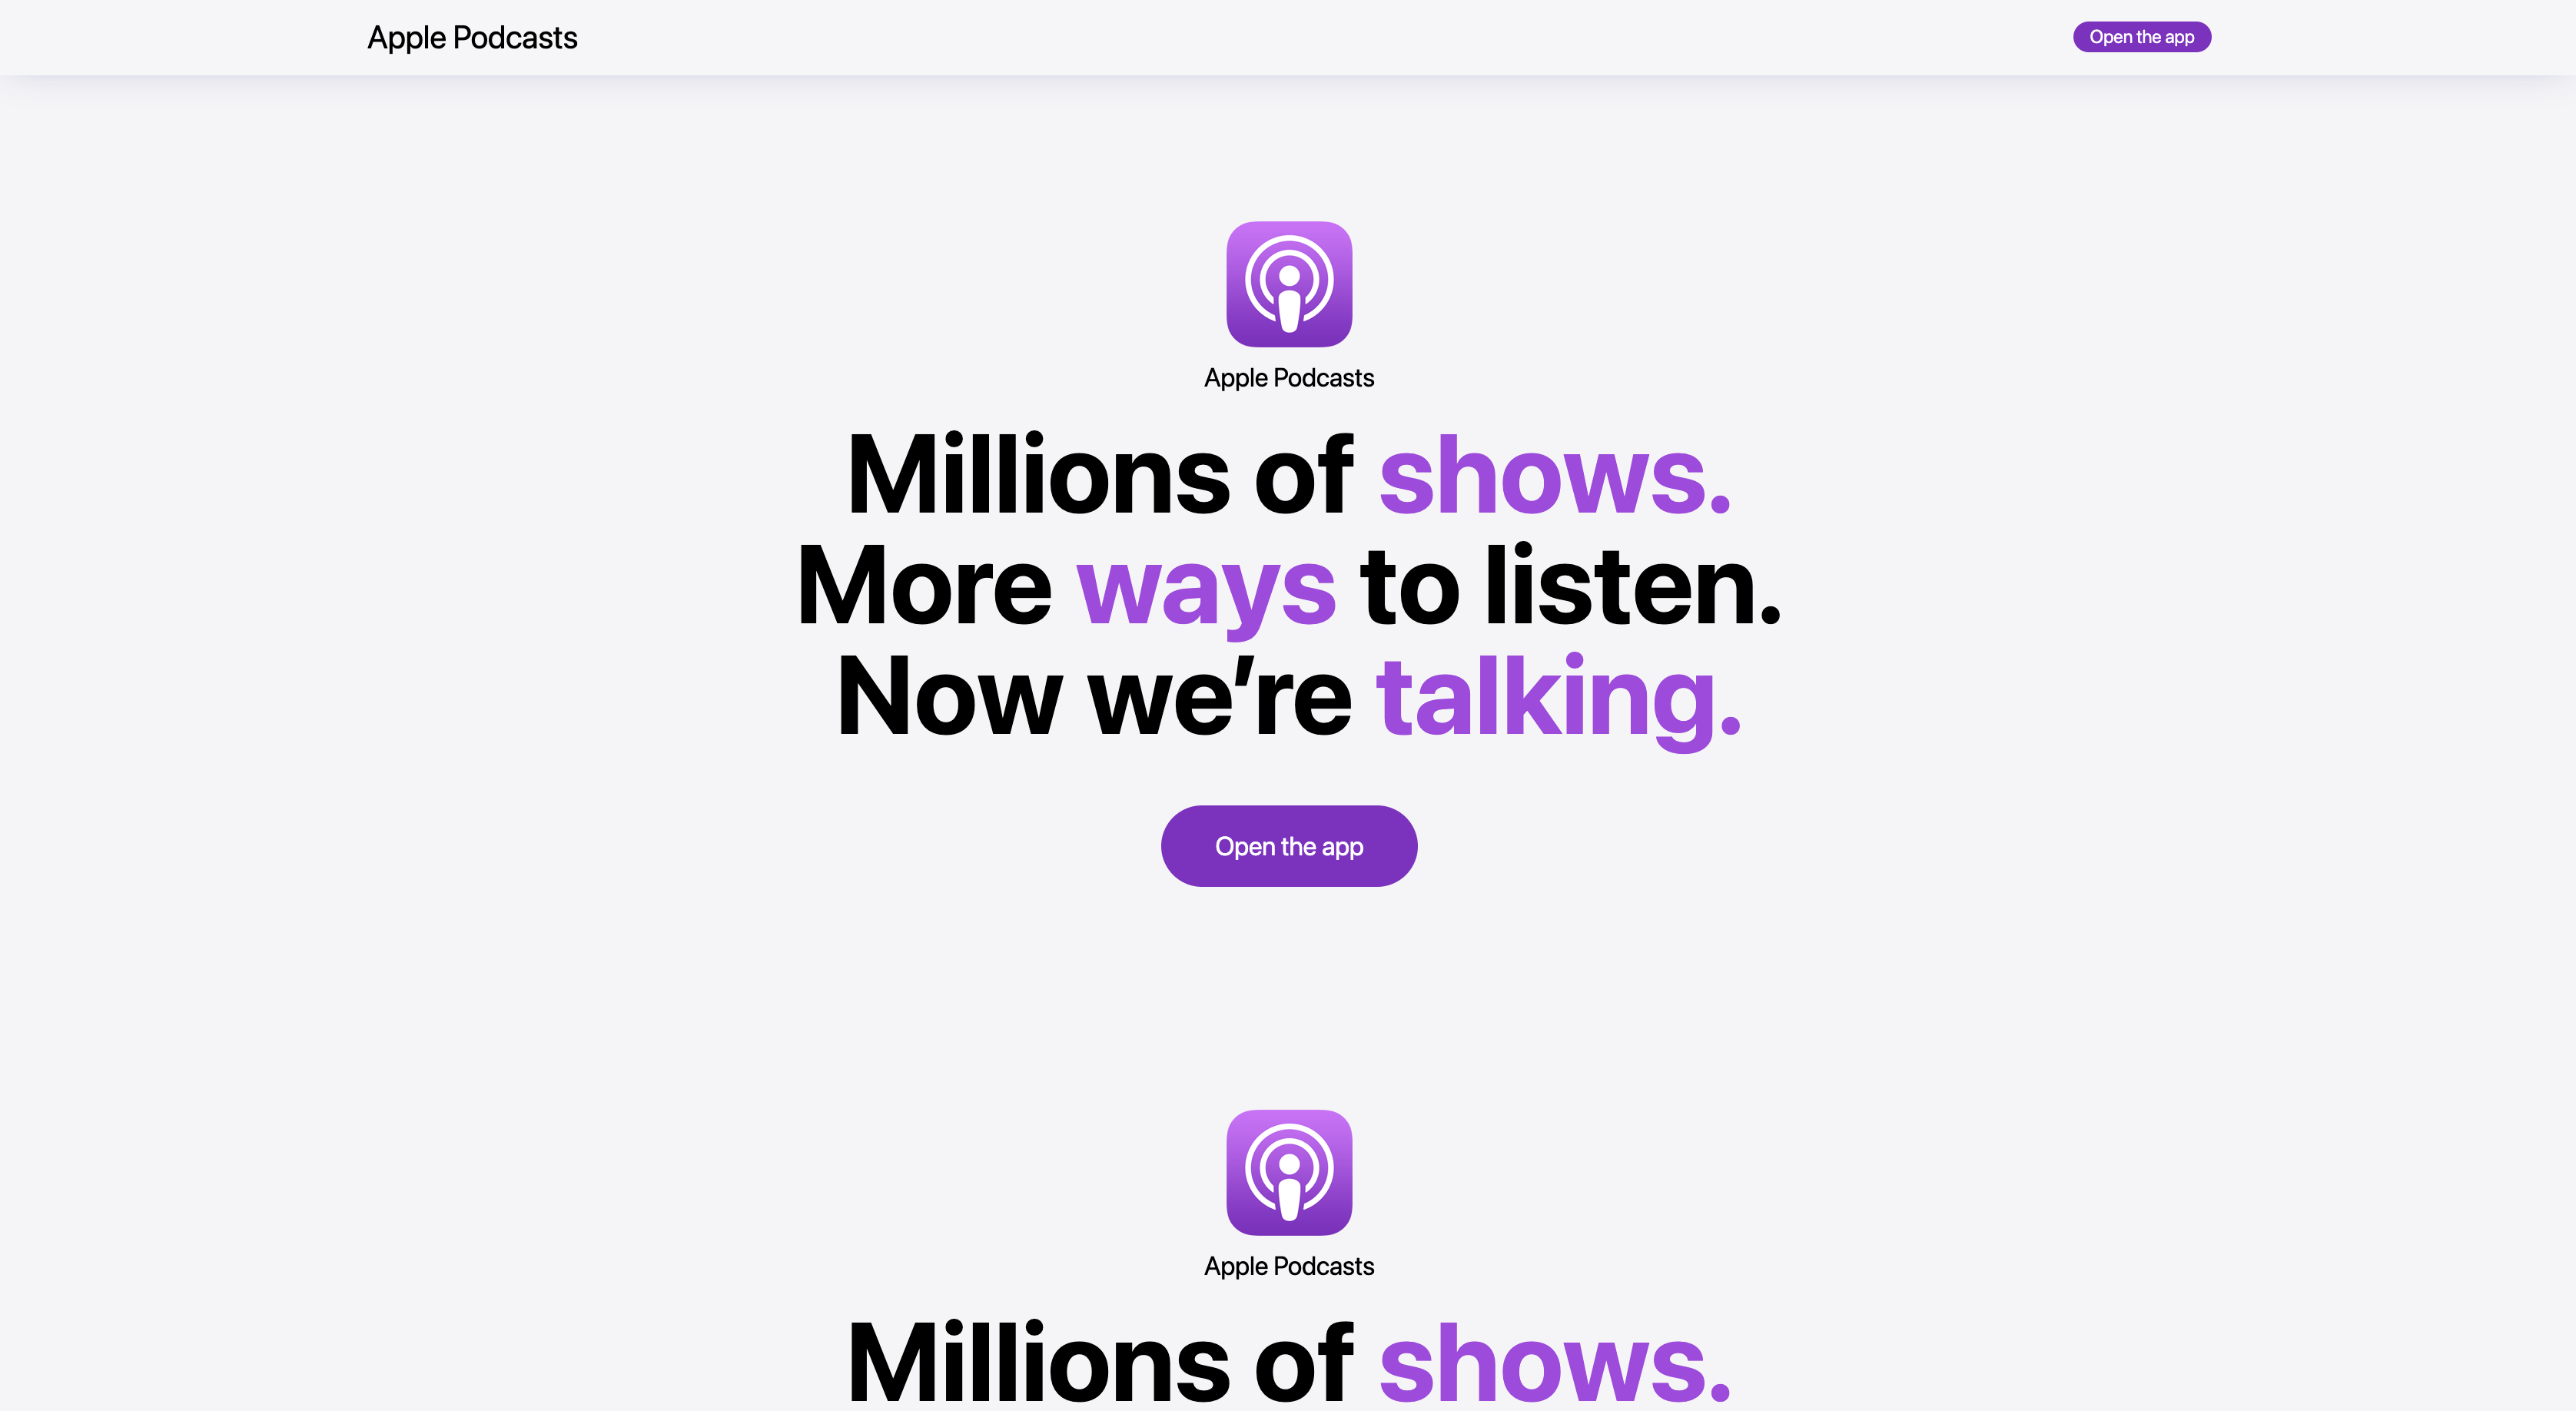 Apple Podcasts
Open the app
Apple Podcasts
Millions of shows.
More ways to listen.
Now we’re talking.
Open the app
Apple Podcasts
Millions of shows.